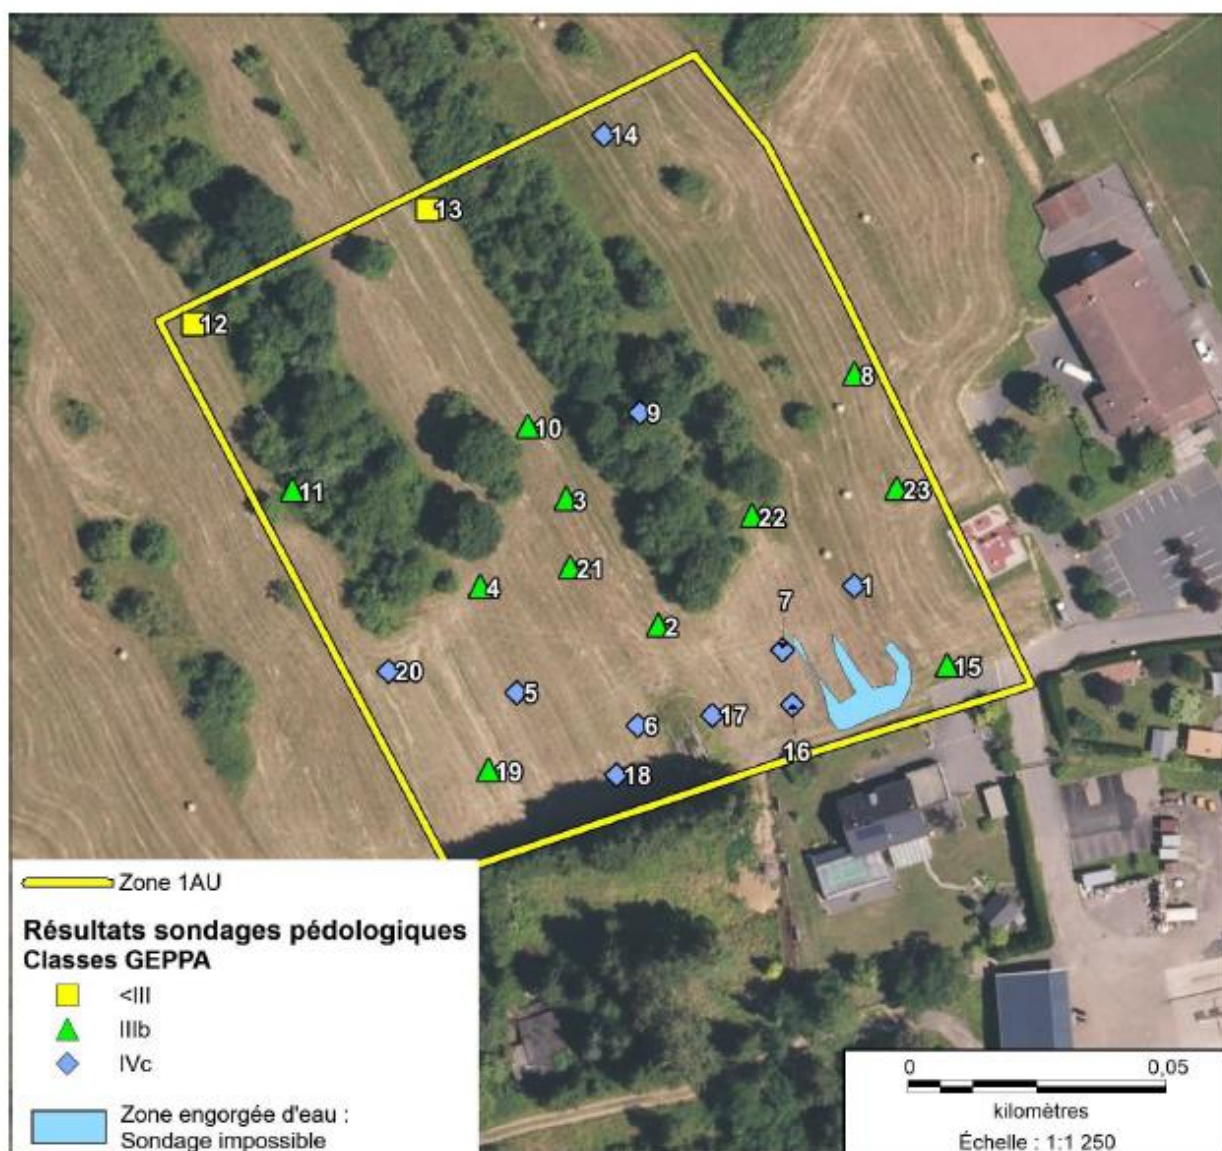 14
13
12
8
9
10
11
3
23
22
21
4
1
7
2
15
20
5
17
6
16
19
18
Zone 1AU
Résultats sondages pédologiques
Classes GEPPA
<III
IIIb
IVc
Zone engorgée d'eau :
Sondage impossible
0 0,05
kilomètres
Échelle : 1:1 250